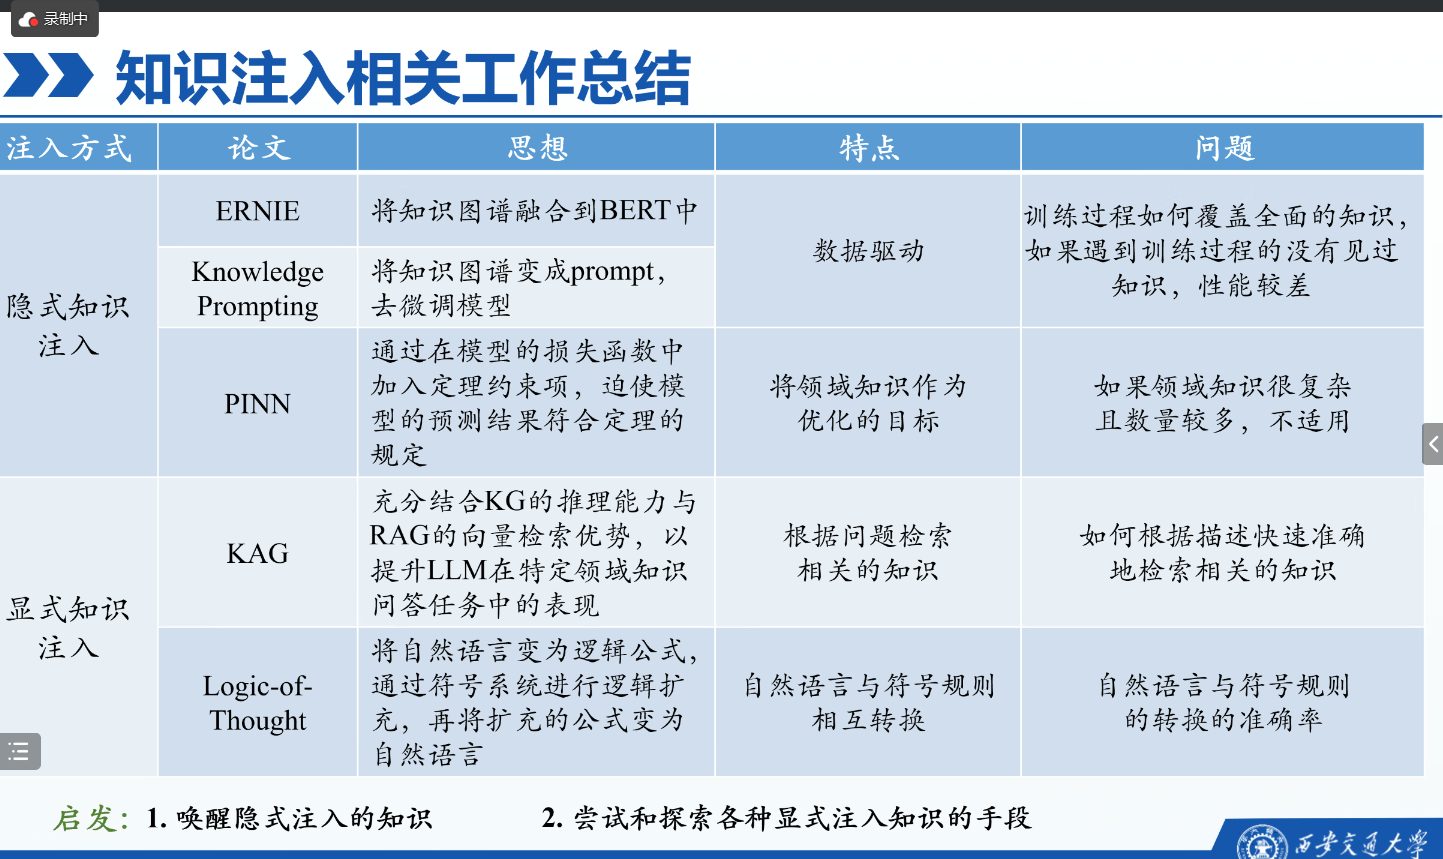 录制中
知识注入相关工作总结
注入方式 论文 思想 特点 问题
隐式知识
注入
ERNIE
将知识图谱融合到BERT中
数据驱动
训练过程如何覆盖全面的知识，
如果遇到训练过程的没有见过
知识，性能较差
Knowledge
Prompting
将知识图谱变成prompt，
去微调模型
PINN
通过在模型的损失函数中
加入定理约束项，迫使模
型的预测结果符合定理的
规定
将领域知识作为
优化的目标
如果领域知识很复杂
且数量较多，不适用
显式知识
注入
KAG
充分结合KG的推理能力与
RAG的向量检索优势，以
提升LLM在特定领域知识
问答任务中的表现
根据问题检索
相关的知识
如何根据描述快速准确
地检索相关的知识
Logic-of-
Thought
将自然语言变为逻辑公式，
通过符号系统进行逻辑扩
充，再将扩充的公式变为
自然语言
自然语言与符号规则
相互转换
自然语言与符号规则
的转换的准确率
启发：1. 唤醒隐式注入的知识 2. 尝试和探索各种显式注入知识的手段
西安交通大学